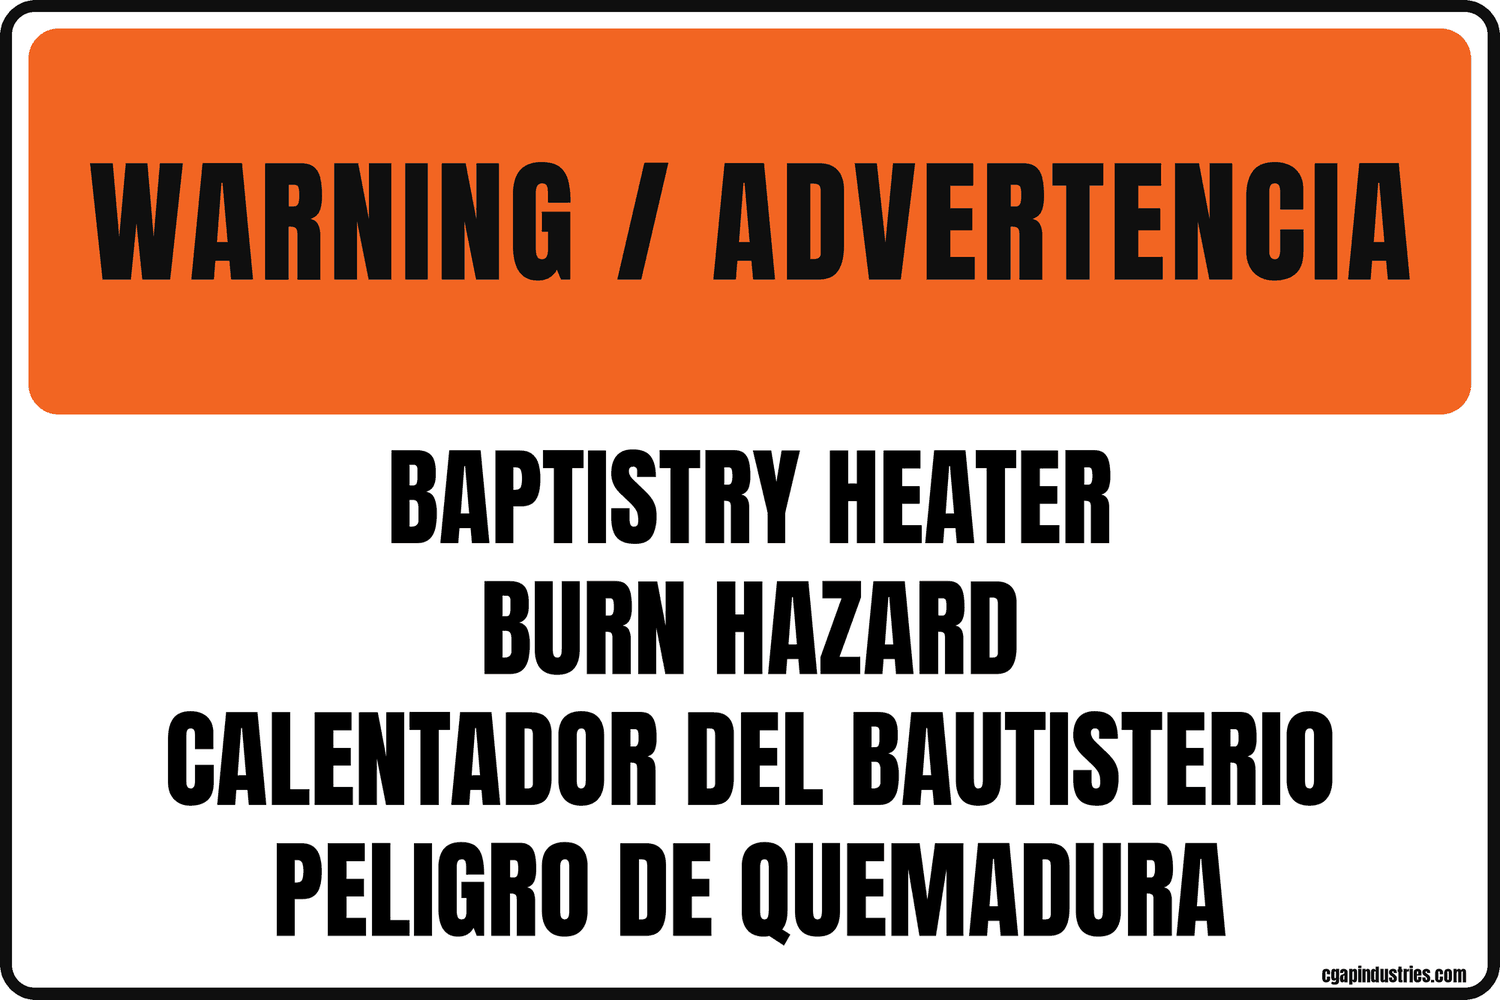 WARNING / ADVERTENCIA
BAPTISTRY HEATER
BURN HAZARD
CALENTADOR DEL BAUTISTERIO
PELIGRO DE QUEMADURA
cgapindustries.com